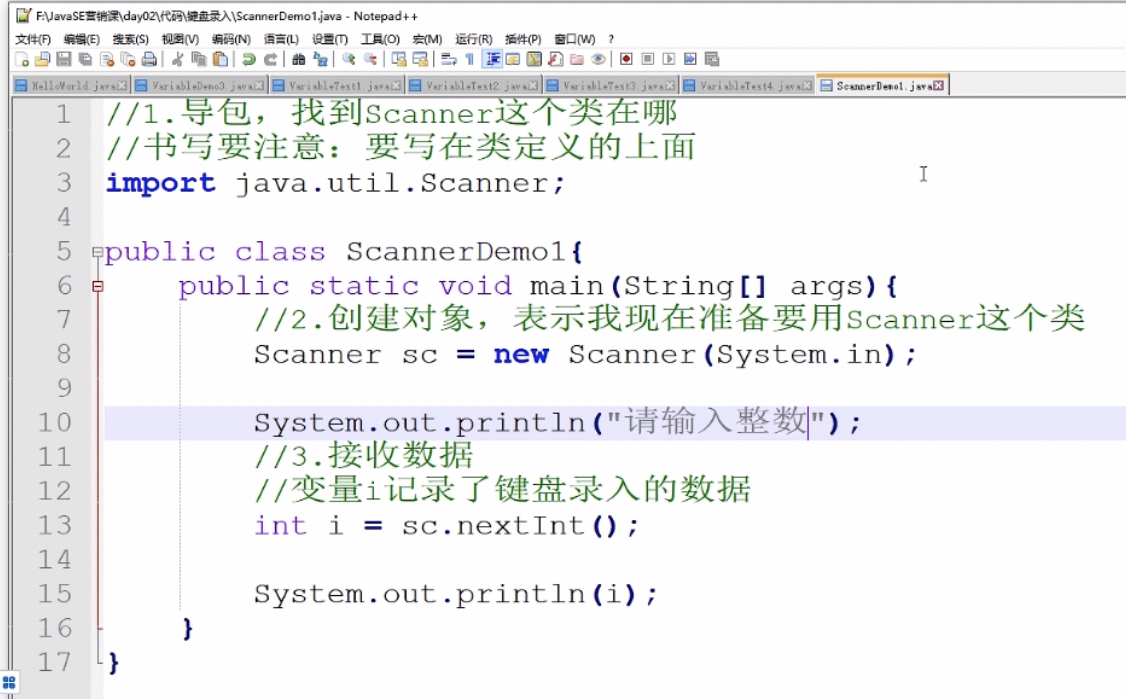 F:\JavaSE营销课\day02\代码\键盘录入\ScannerDemo1.java - Notepad++
文件(F) 编辑(E) 搜索(S) 视图(V) 编码(N) 语言(L) 设置(T) 工具(O) 宏(M) 运行(R) 插件(P) 窗口(W) ?
HelloWorld.java VariableDemo3.java VariableTest1.java VariableTest2.java VariableTest3.java VariableTest4.java ScannerDemo1.java
1 //1.导包，找到Scanner这个类在哪
2 //书写要注意：要写在类定义的上面
3 import java.util.Scanner;
4
5 public class ScannerDemo1{
6 public static void main(String[] args){
7 //2.创建对象，表示我现在准备要用Scanner这个类
8 Scanner sc = new Scanner(System.in);
9
10 System.out.println("请输入整数");
11 //3.接收数据
12 //变量i记录了键盘录入的数据
13 int i = sc.nextInt();
14
15 System.out.println(i);
16 }
17 }